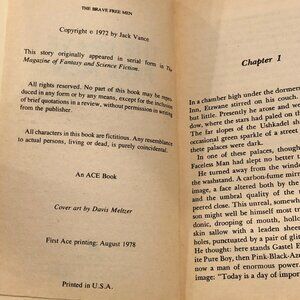 THE BRAVE FREE MEN
Copyright © 1972 by Jack Vance
This story originally appeared in serial form in The
Magazine of Fantasy and Science Fiction.
All rights reserved. No part of this book may be repro-
duced in any form or by any means, except for the inclusion
of brief quotations in a review, without permission in writing
from the publisher.
All characters in this book are fictitious. Any resemblance
to actual persons, living or dead, is purely coincidental.
An ACE Book
Cover art by Davis Meltzer
First Ace printing: August 1978
Printed in U.S.A.
Chapter 1
In a chamber high under the dormers
Inn, Etzwane stirred on his couch.
but little. Presently he arose and we
dow, where the stars had paled on the
The far slopes of the Ushkadel sho
occasional green sparkle of a street
these palaces were dark.
In one of these palaces, though
Faceless Man had slept no better t
He turned away from the winde
the washstand. A carbon-fume mirr
image, a face altered both by the
and the umbral quality of the
peered close. This unreal, somewh
son might well be himself most tr
donic, drooping of mouth, hollo
skin sallow with a leaden sheen
holes, punctuated by a pair of glit
He thought: here stands Gastel E
ite Pure Boy, then Pink-Black-Az
now a man of enormous power.
image: "Today is a day of import